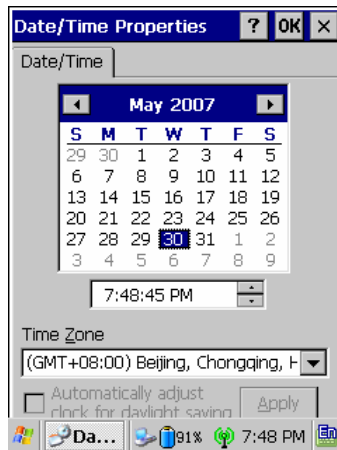 Date/Time Properties ? OK ×
Date/Time
May 2007
S M T W T F S
29 30 1 2 3 4 5
6 7 8 9 10 11 12
13 14 15 16 17 18 19
20 21 22 23 24 25 26
27 28 29 30 31 1 2
3 4 5 6 7 8 9
7:48:45 PM
Time Zone
(GMT+08:00) Beijing, Chongqing, H
Automatically adjust
clock for daylight saving
Apply
Da... 91% 7:48 PM En